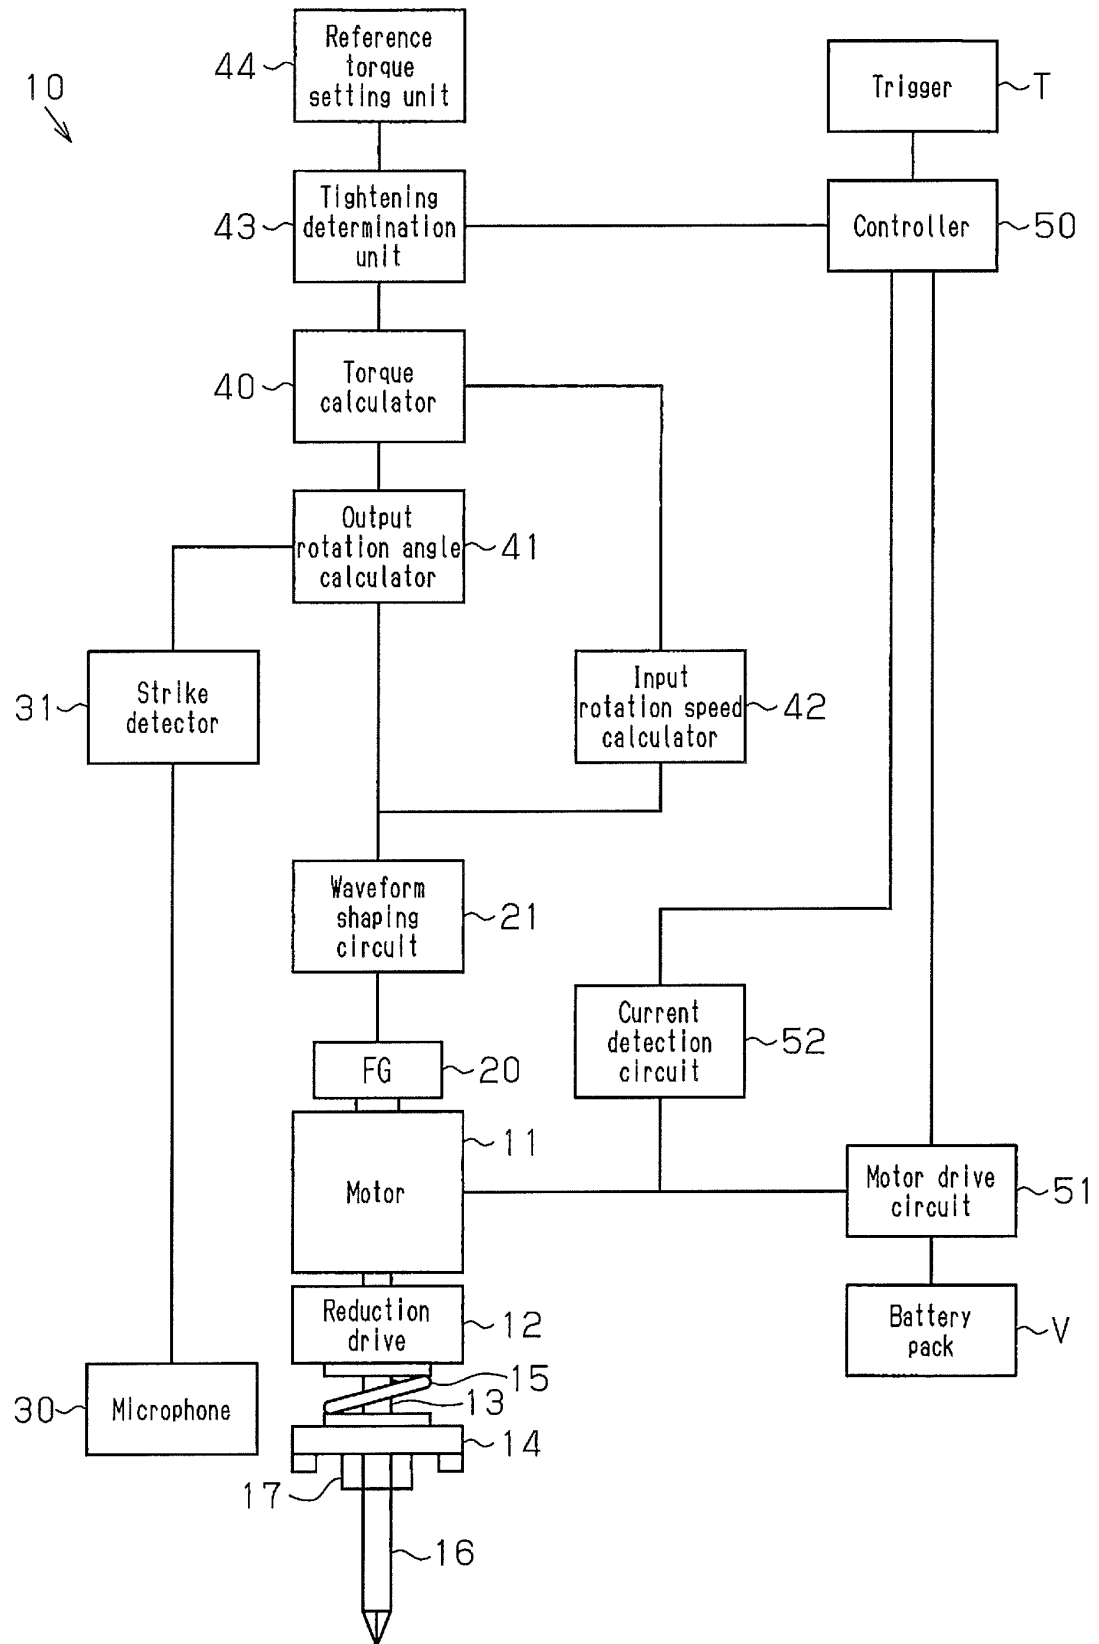 10
44
Reference
torque
setting unit
Trigger
T
43
Tightening
determination
unit
Controller
50
40
Torque
calculator
Output
rotation angle
calculator
41
31
Strike
detector
Input
rotation speed
calculator
42
Waveform
shaping
circuit
21
Current
detection
circuit
52
FG
20
11
Motor
Motor drive
circuit
51
Reduction
drive
12
Battery
pack
V
15
13
30
Microphone
14
17
16